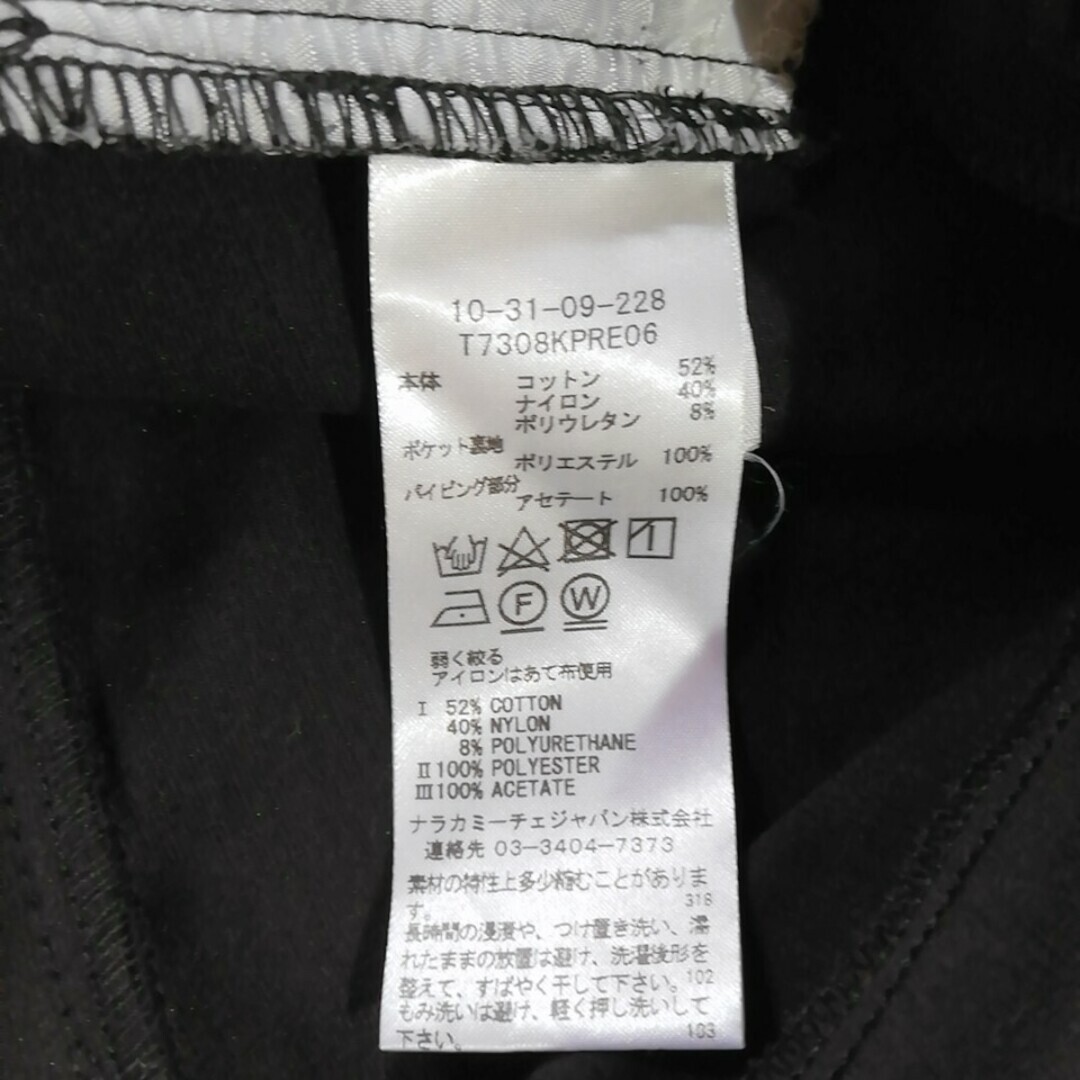 10-31-09-228
T7308KPRE06
本体 コットン 52%
ナイロン 40%
ポリウレタン 8%
ポケット裏地 ポリエステル 100%
パイピング部分 アセテート 100%
F W
弱く絞る
アイロンはあて布使用
I 52% COTTON
40% NYLON
8% POLYURETHANE
II 100% POLYESTER
III 100% ACETATE
ナラカミーチェジャパン株式会社
連絡先 03-3404-7373
素材の特性上多少縮むことがありま
す。 318
長時間の浸漬や、つけ置き洗い、濡
れたままの放置は避け、洗濯後形を
整えて、すばやく干して下さい。 102
もみ洗いは避け、軽く押し洗いして
下さい。 103